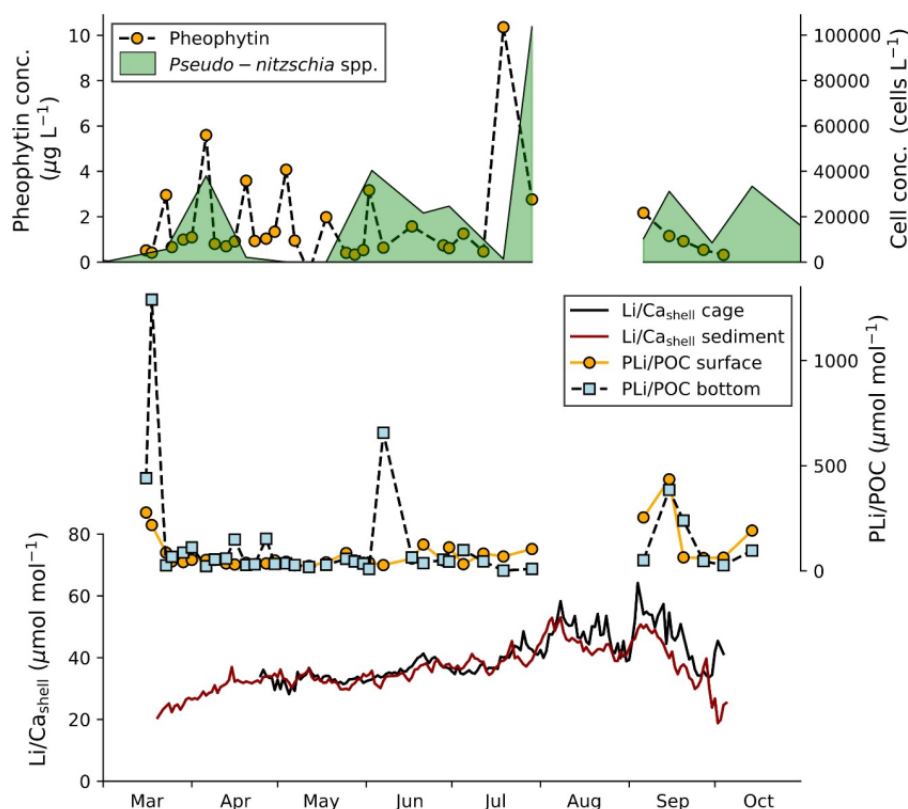 Pheophytin conc.
(μg L⁻¹)
10
8
6
4
2
0
Pheophytin
Pseudo − nitzschia spp.
100000
80000
60000
40000
20000
0
Cell conc. (cells L⁻¹)
Li/Ca_shell cage
Li/Ca_shell sediment
PLi/POC surface
PLi/POC bottom
1000
500
0
PLi/POC (μmol mol⁻¹)
80
60
40
20
0
Li/Ca_shell (μmol mol⁻¹)
Mar Apr May Jun Jul Aug Sep Oct